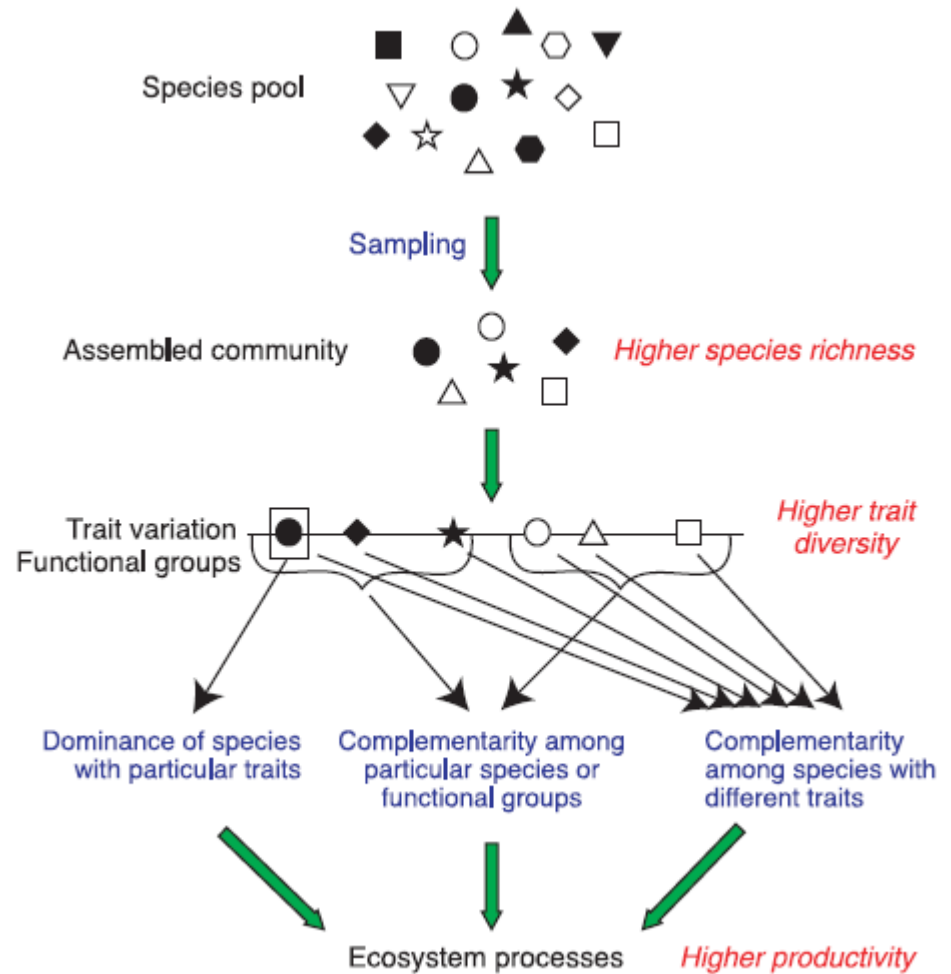 Species pool
Sampling
Assembled community
Higher species richness
Trait variation
Functional groups
Higher trait
diversity
Dominance of species
with particular traits
Complementarity among
particular species or
functional groups
Complementarity
among species with
different traits
Ecosystem processes
Higher productivity